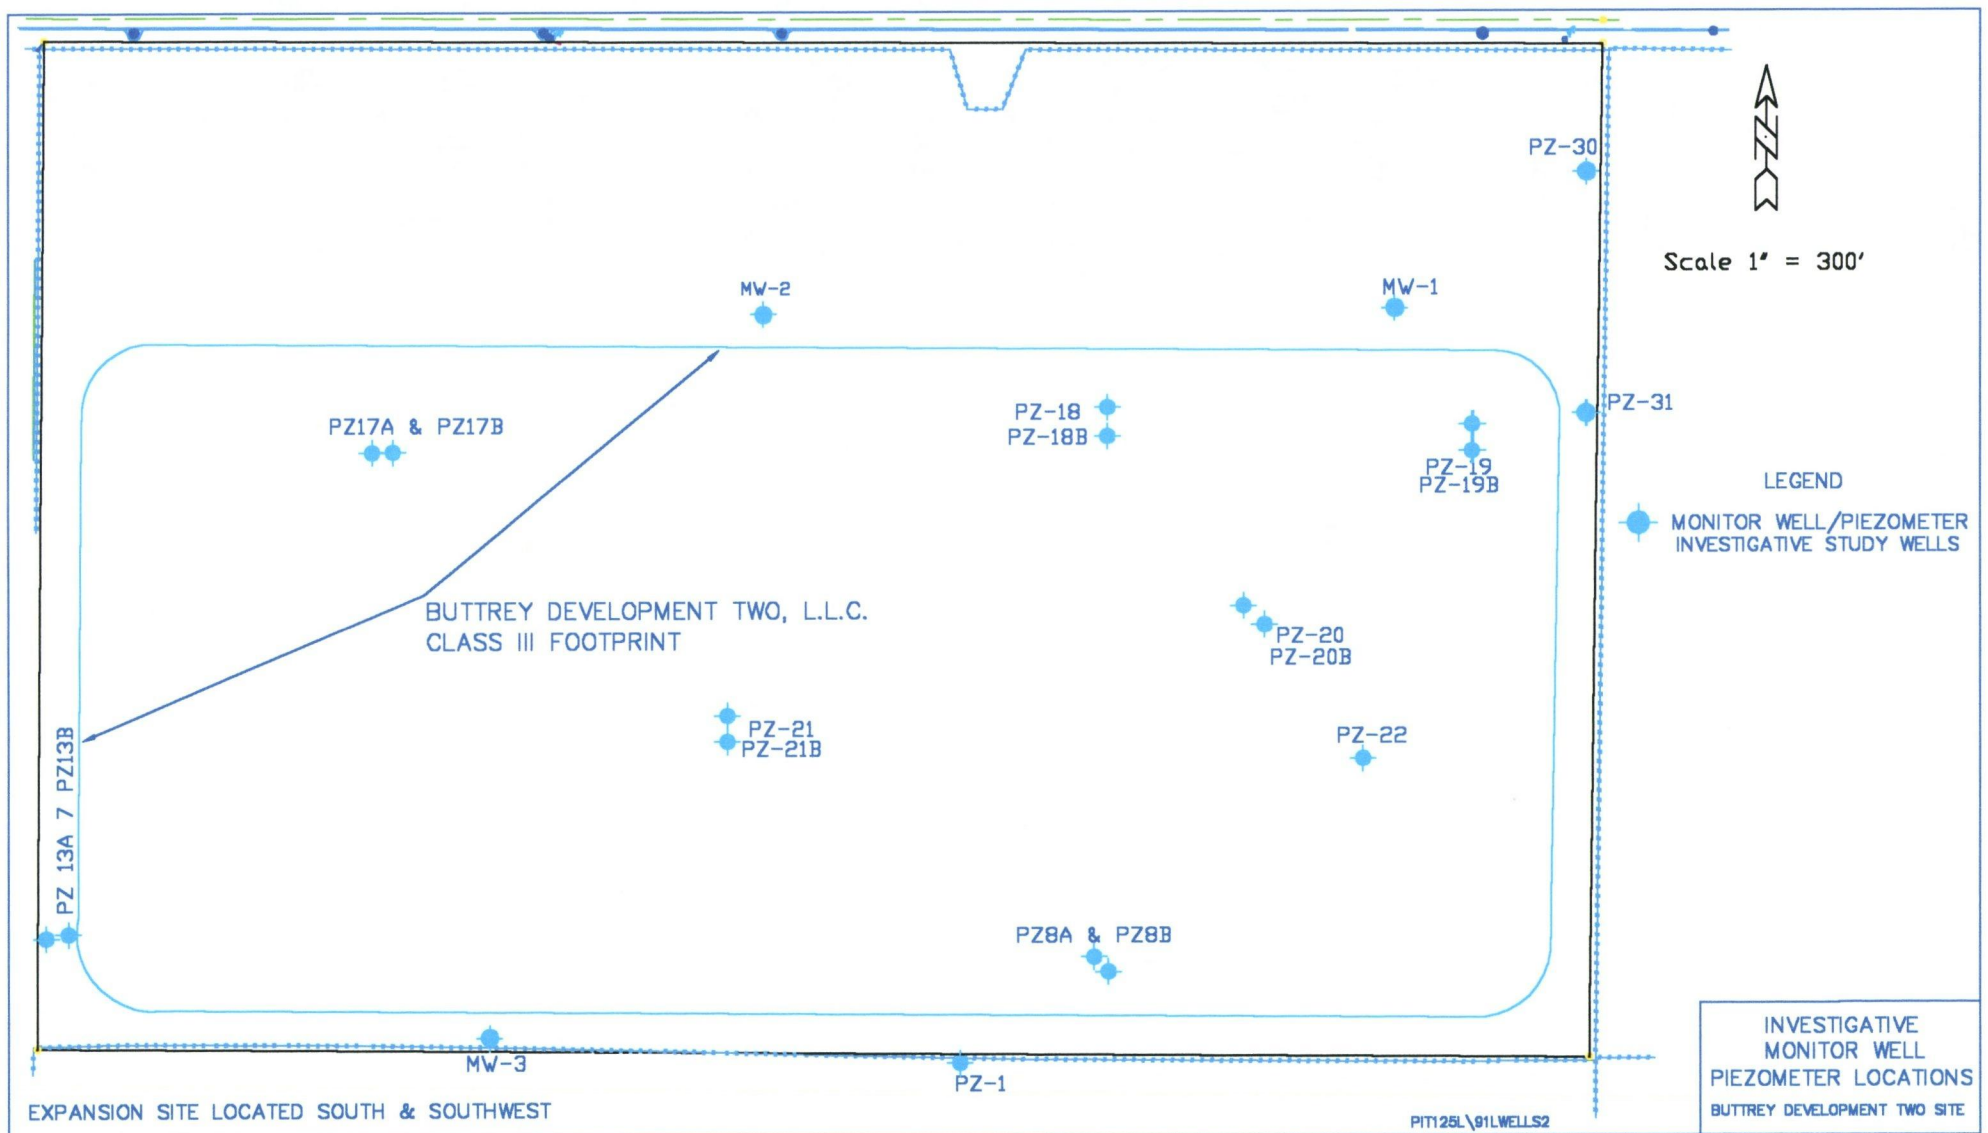 PZ-30
Scale 1" = 300'
MW-2
MW-1
PZ-31
PZ-18
PZ-18B
PZ17A & PZ17B
PZ-19
PZ-19B
LEGEND
MONITOR WELL/PIEZOMETER
INVESTIGATIVE STUDY WELLS
BUTTREY DEVELOPMENT TWO, L.L.C.
CLASS III FOOTPRINT
PZ-20
PZ-20B
PZ-21
PZ-21B
PZ-22
PZ 13A 7 PZ13B
PZ8A & PZ8B
MW-3
PZ-1
EXPANSION SITE LOCATED SOUTH & SOUTHWEST
PIT125L\91LWELLS2
INVESTIGATIVE
MONITOR WELL
PIEZOMETER LOCATIONS
BUTTREY DEVELOPMENT TWO SITE